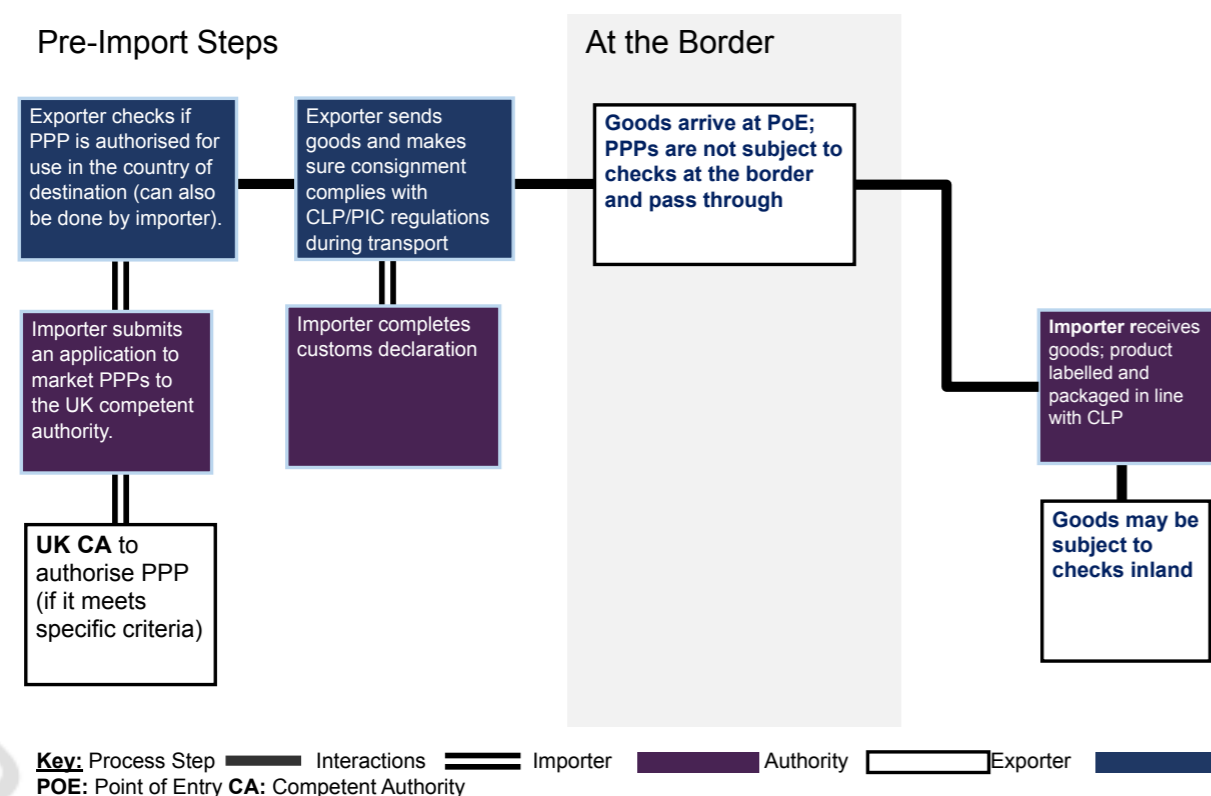 Pre-Import Steps
At the Border
Exporter checks if
PPP is authorised for
use in the country of
destination (can also
be done by importer).
Exporter sends
goods and makes
sure consignment
complies with
CLP/PIC regulations
during transport
Goods arrive at PoE;
PPPs are not subject to
checks at the border
and pass through
Importer submits
an application to
market PPPs to
the UK competent
authority.
Importer completes
customs declaration
Importer receives
goods; product
labelled and
packaged in line
with CLP
UK CA to
authorise PPP
(if it meets
specific criteria)
Goods may be
subject to
checks inland
Key: Process Step Interactions Importer Authority Exporter
POE: Point of Entry CA: Competent Authority